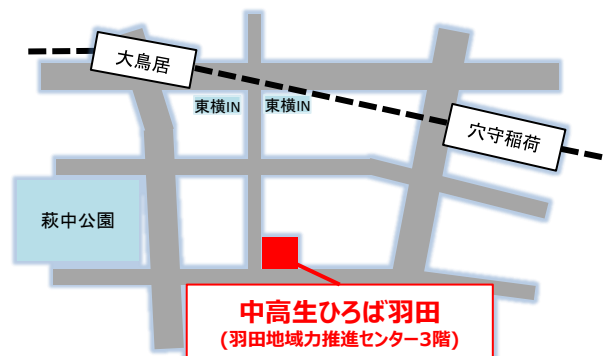 大鳥居
東横IN 東横IN
穴守稲荷
萩中公園
中高生ひろば羽田
(羽田地域力推進センター3階)